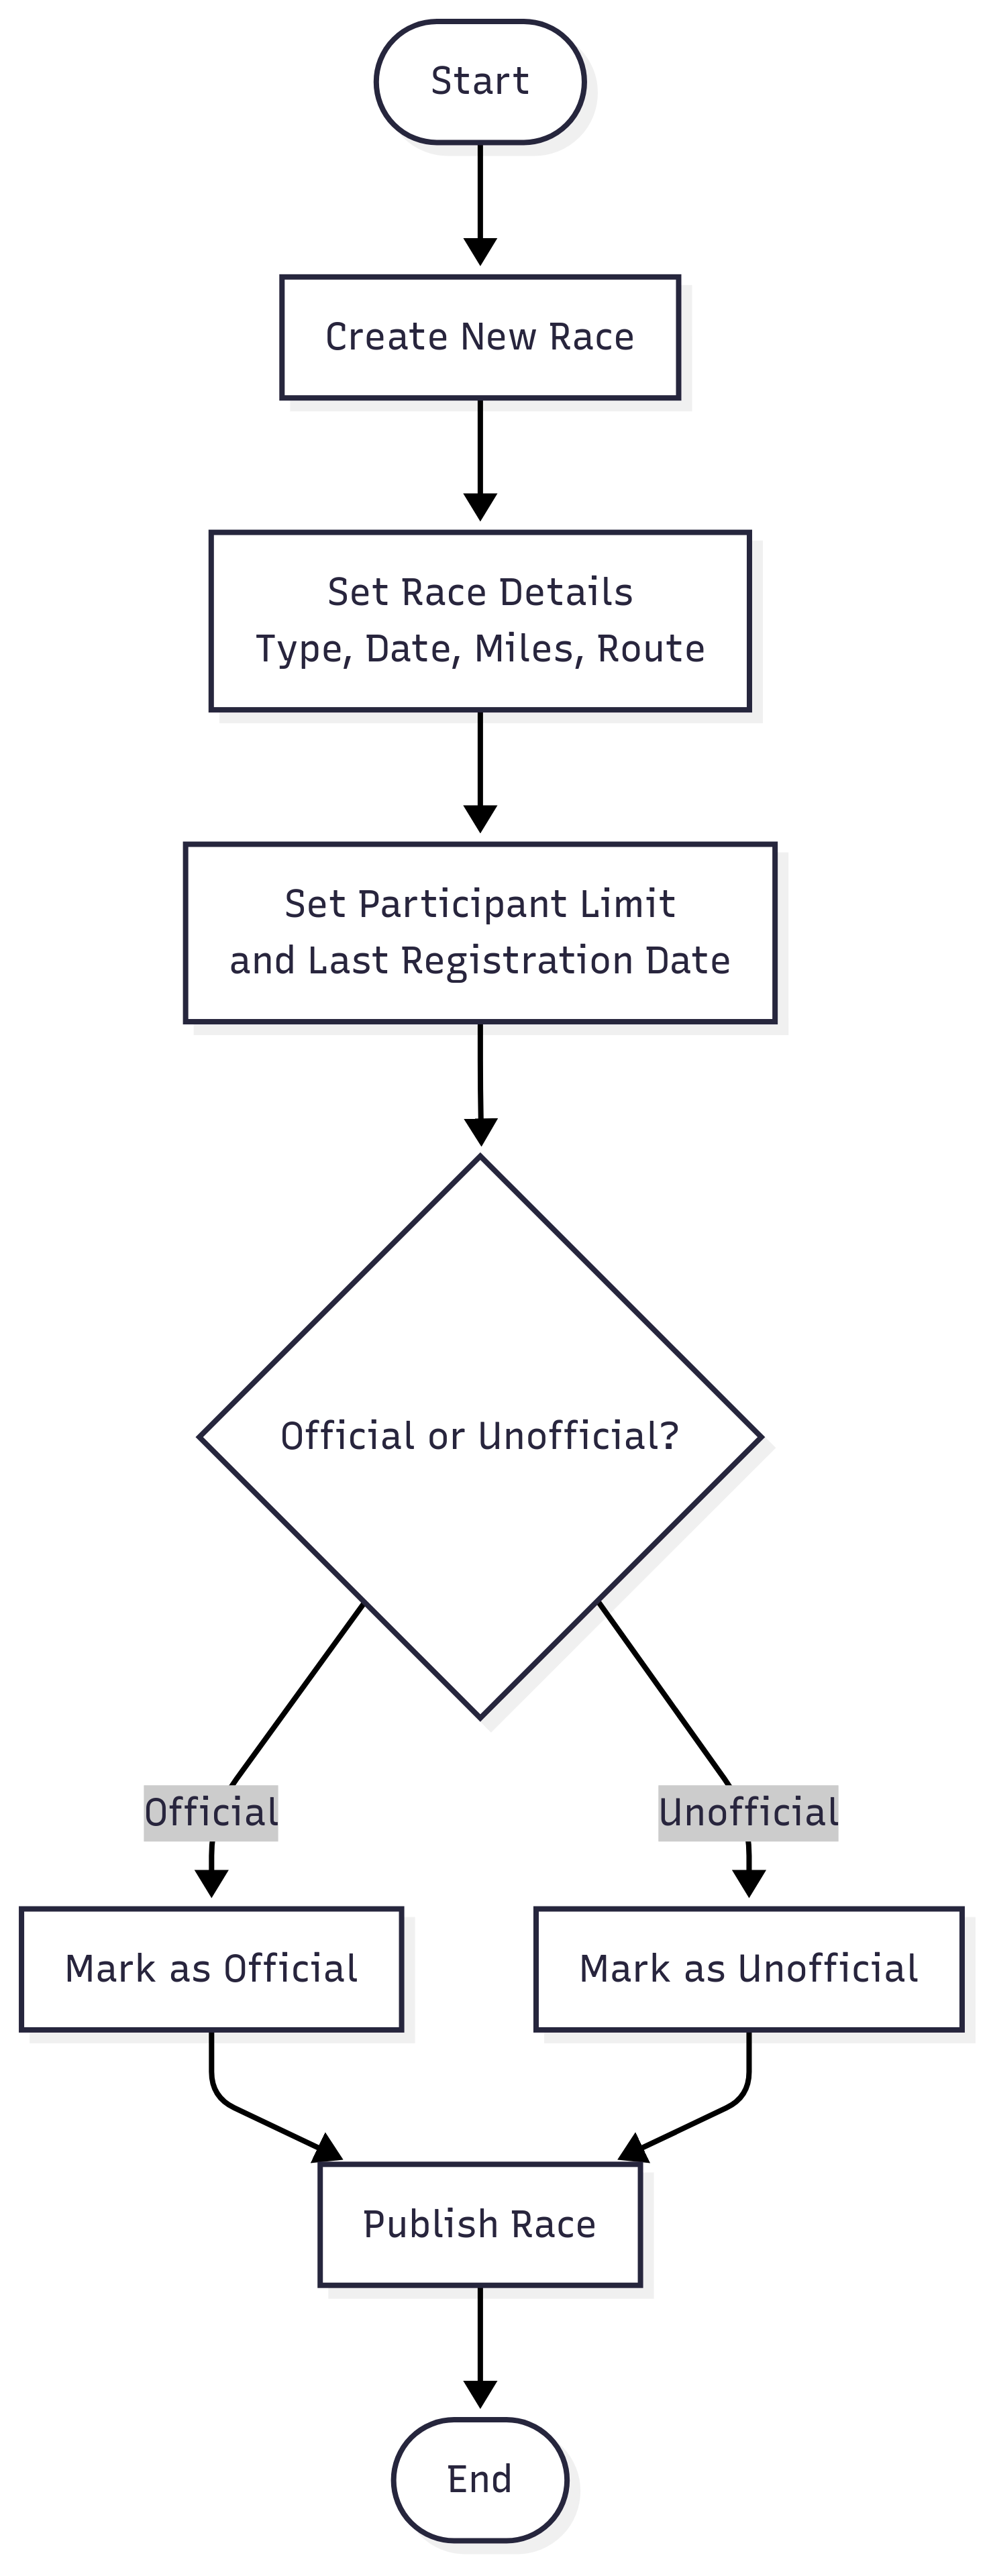 Start
Create New Race
Set Race Details
Type, Date, Miles, Route
Set Participant Limit
and Last Registration Date
Official or Unofficial?
Official
Unofficial
Mark as Official
Mark as Unofficial
Publish Race
End